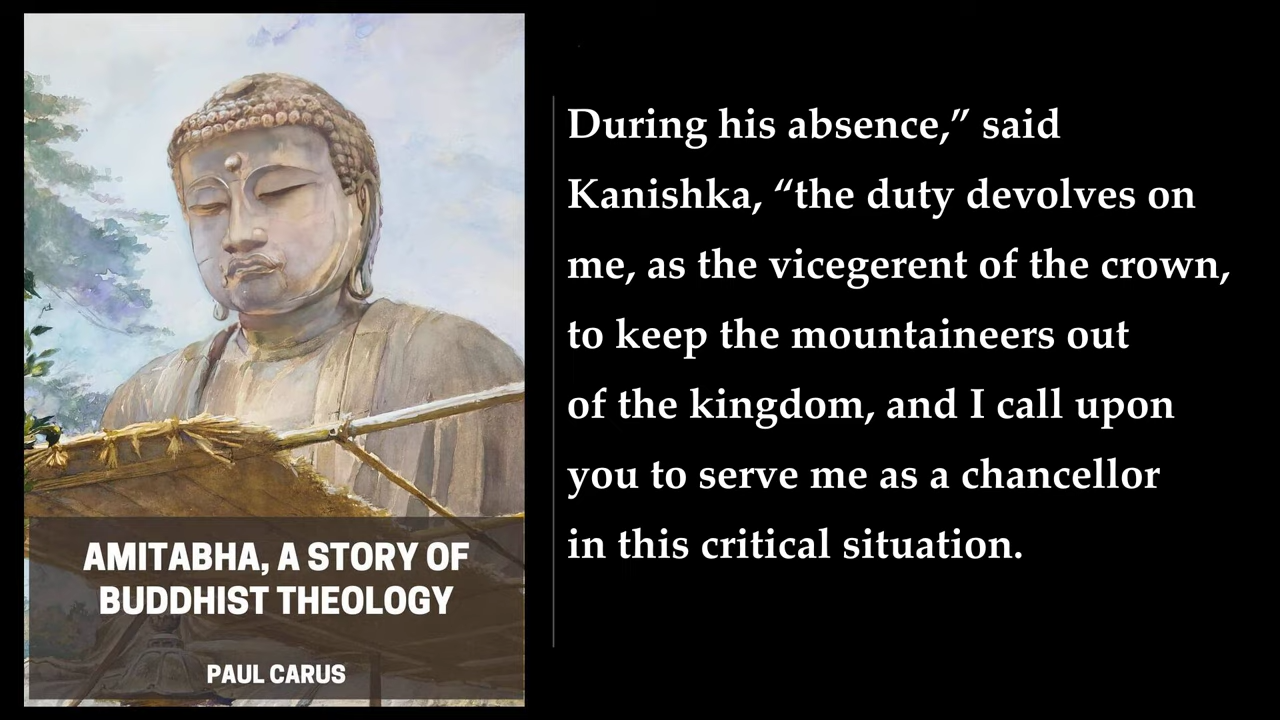 AMITABHA, A STORY OF
BUDDHIST THEOLOGY
PAUL CARUS
During his absence,” said
Kanishka, “the duty devolves on
me, as the vicegerent of the crown,
to keep the mountaineers out
of the kingdom, and I call upon
you to serve me as a chancellor
in this critical situation.